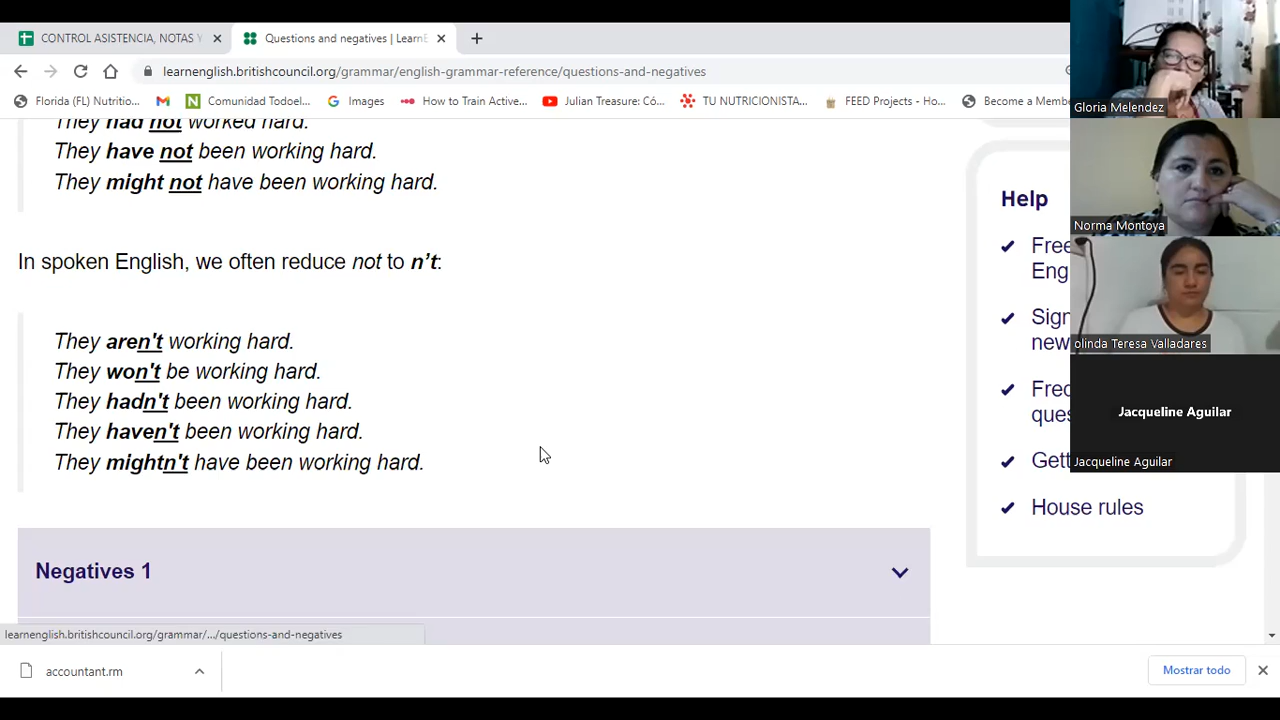 CONTROL ASISTENCIA, NOTAS Y
Questions and negatives | LearnE
learnenglish.britishcouncil.org/grammar/english-grammar-reference/questions-and-negatives
Florida (FL) Nutritio...
Comunidad Todoel...
Images
How to Train Active...
Julian Treasure: Có...
TU NUTRICIONISTA...
FEED Projects - Ho...
Become a Membe
They had not worked hard.
They have not been working hard.
They might not have been working hard.
In spoken English, we often reduce not to n't:
They aren't working hard.
They won't be working hard.
They hadn't been working hard.
They haven't been working hard.
They mightn't have been working hard.
Negatives 1
Help
Free
Eng
Sign
new
Freq
ques
Gett
House rules
Gloria Melendez
Norma Montoya
olinda Teresa Valladares
Jacqueline Aguilar
Jacqueline Aguilar
learnenglish.britishcouncil.org/grammar/.../questions-and-negatives
accountant.rm
Mostrar todo